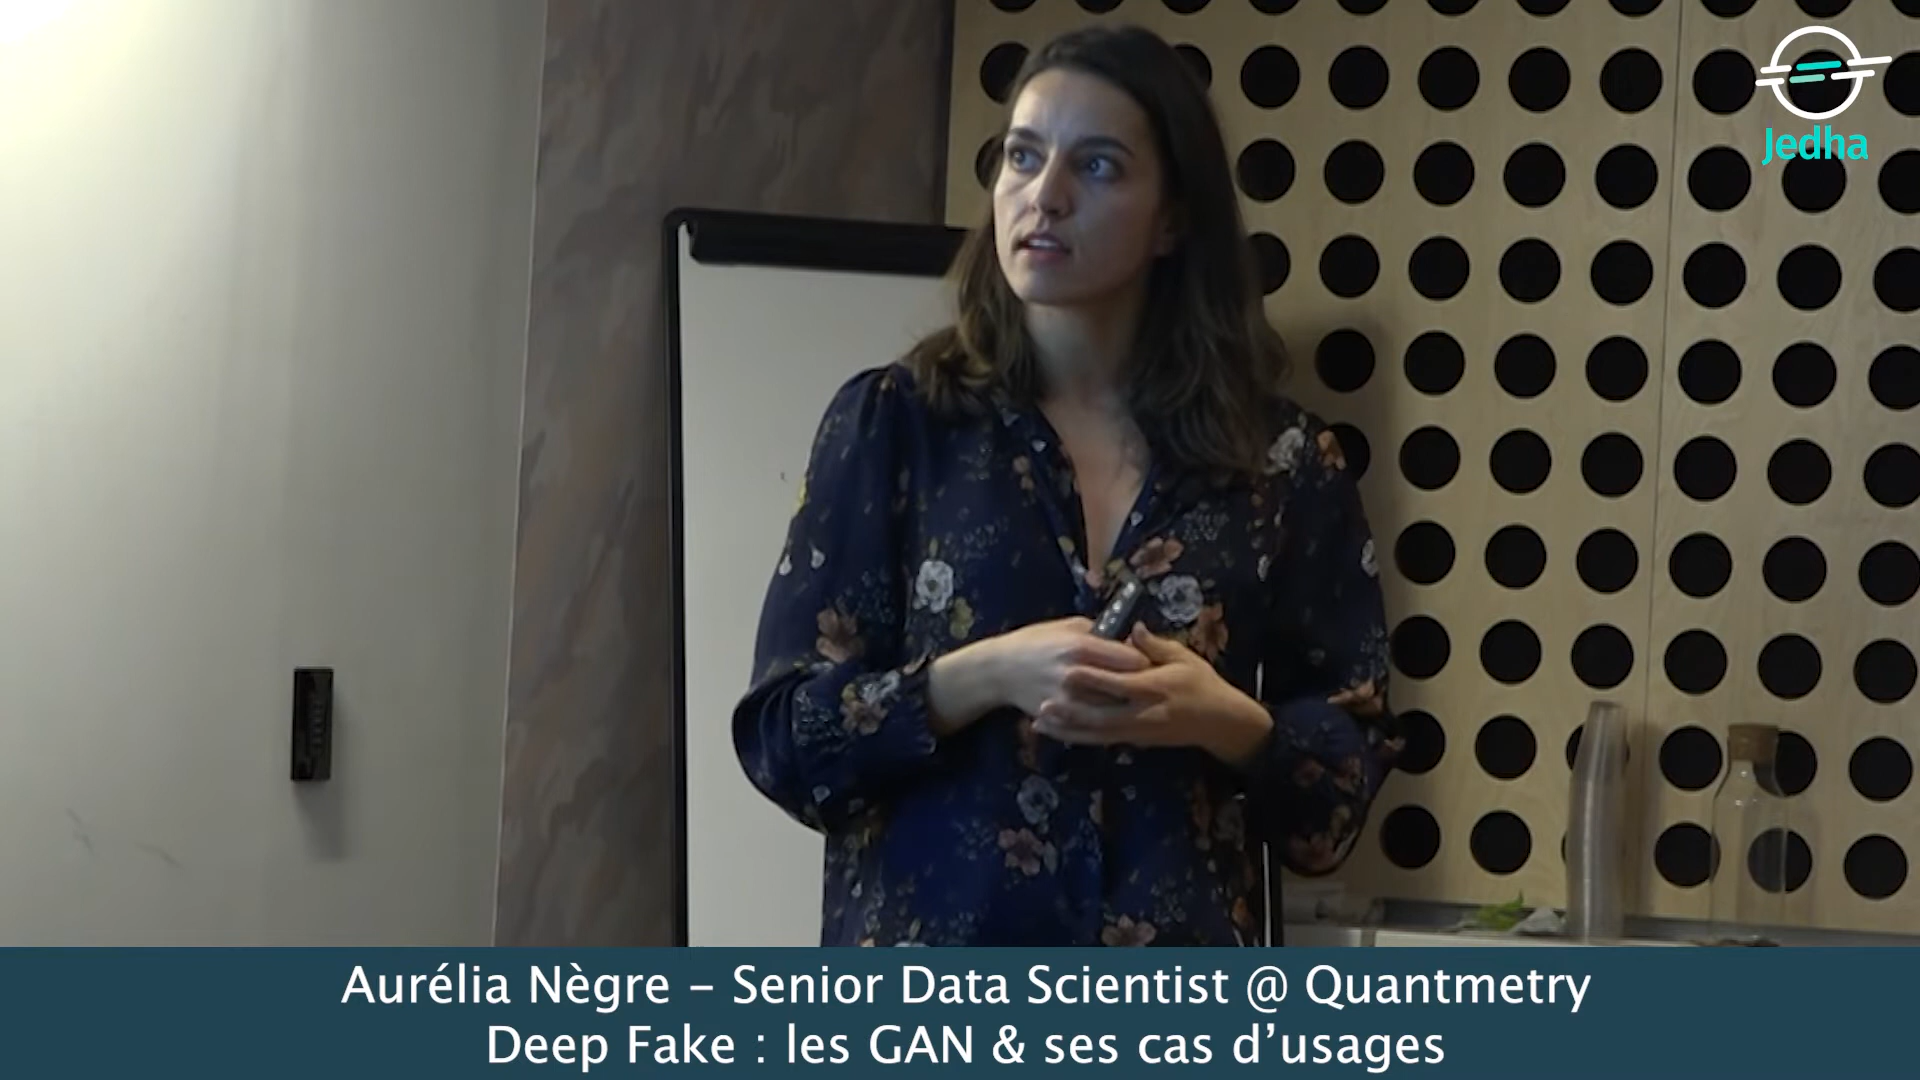 Jedha
Aurélia Nègre – Senior Data Scientist @ Quantmetry
Deep Fake : les GAN & ses cas d’usages